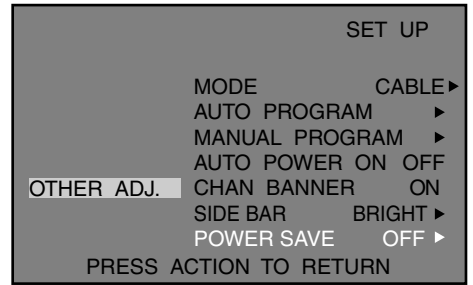 SET UP
MODE CABLE▶
AUTO PROGRAM ▶
MANUAL PROGRAM ▶
AUTO POWER ON OFF
OTHER ADJ. CHAN BANNER ON
SIDE BAR BRIGHT ▶
POWER SAVE OFF ▶
PRESS ACTION TO RETURN